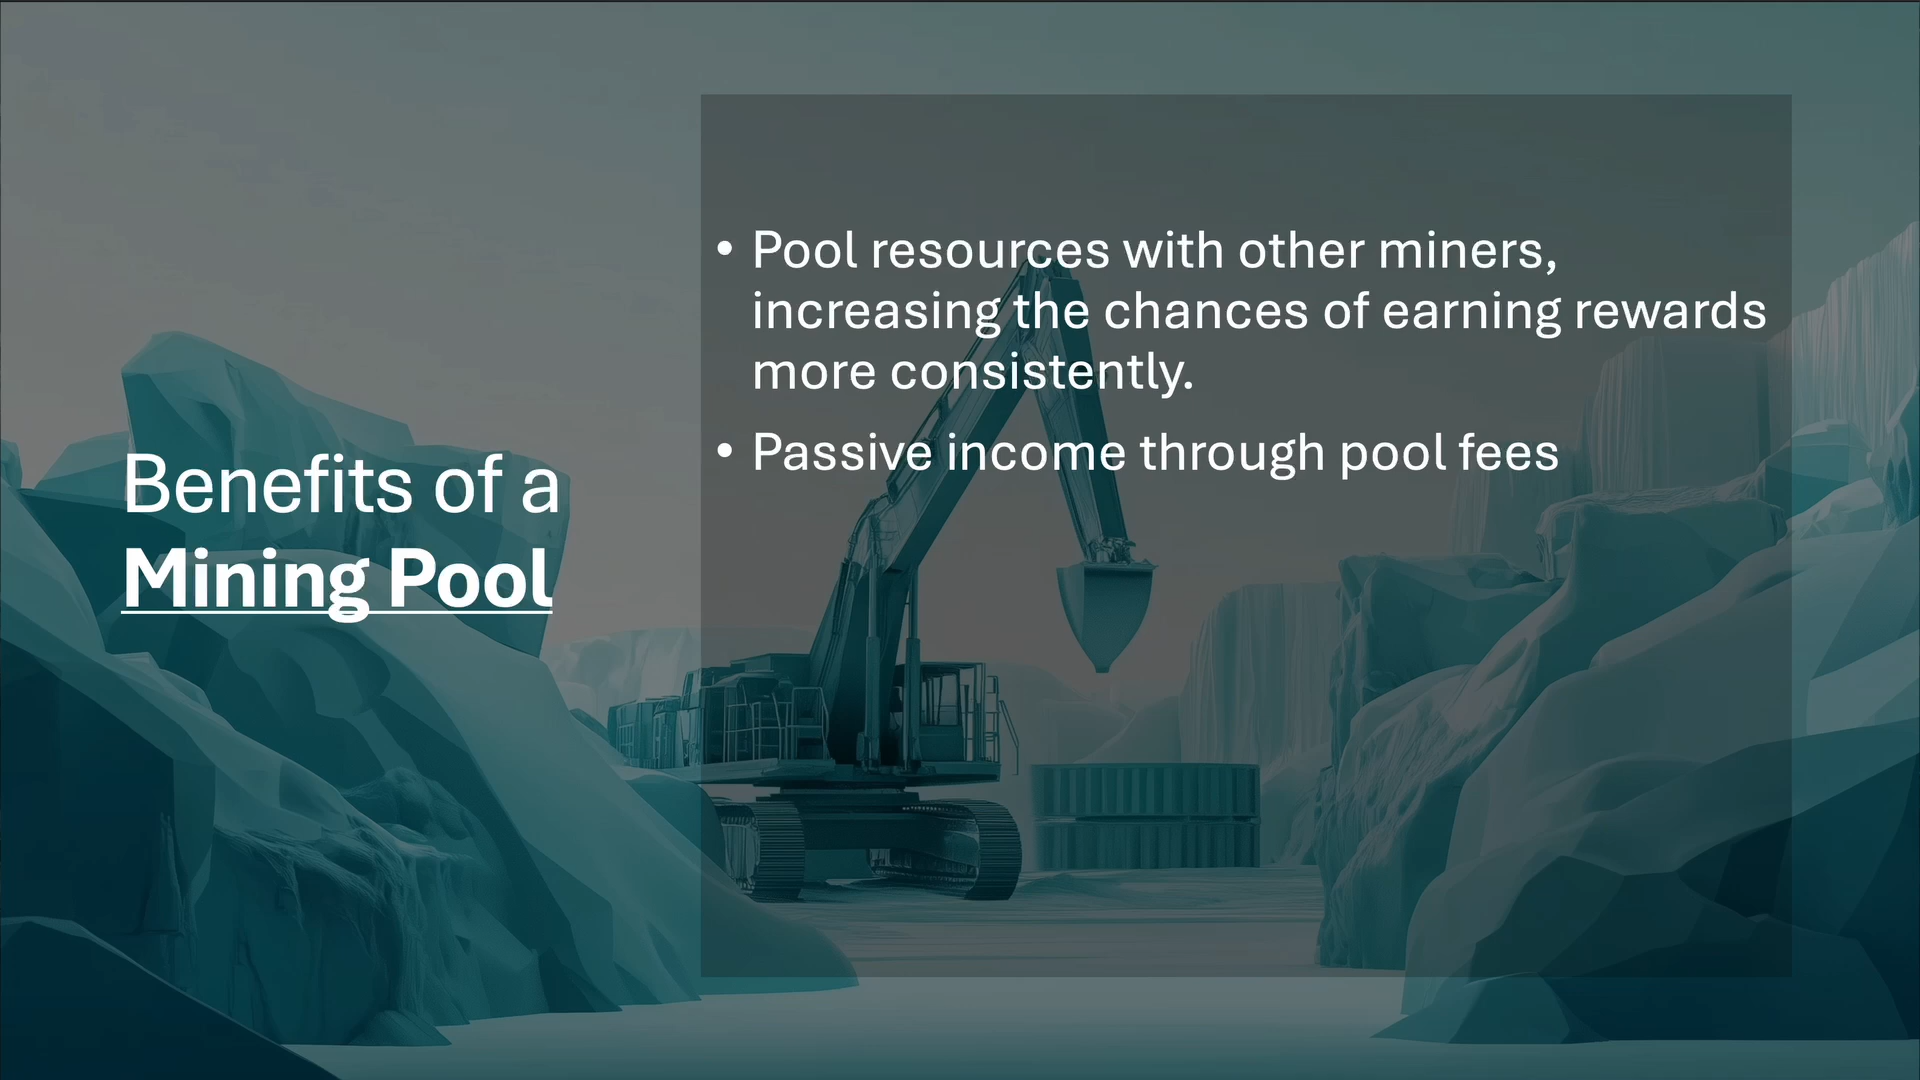 Benefits of a
Mining Pool
• Pool resources with other miners,
increasing the chances of earning rewards
more consistently.
• Passive income through pool fees